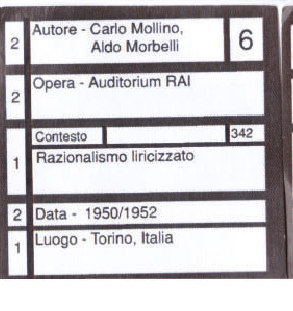 2 Autore - Carlo Mollino, 6
Aldo Morbelli
2 Opera - Auditorium RAI
Contesto 342
1 Razionalismo liricizzato
2 Data - 1950/1952
1 Luogo - Torino, Italia